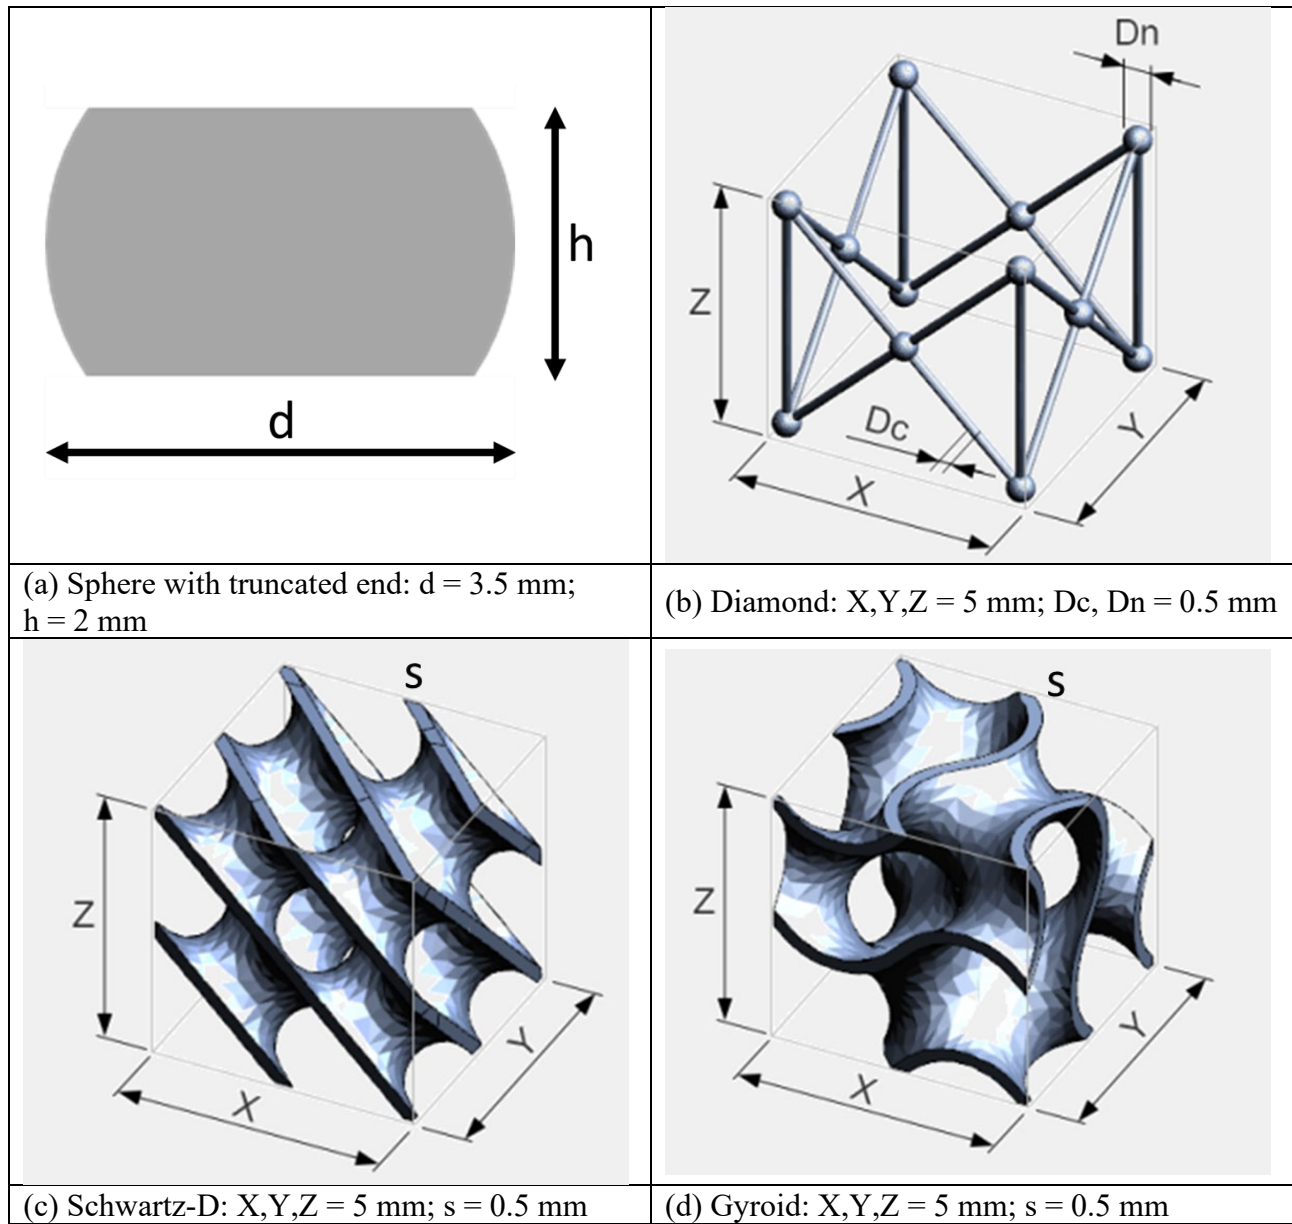 h
d
(a) Sphere with truncated end: d = 3.5 mm;
h = 2 mm
Dn
Z
Dc
X
Y
(b) Diamond: X,Y,Z = 5 mm; Dc, Dn = 0.5 mm
s
Z
X
Y
(c) Schwartz-D: X,Y,Z = 5 mm; s = 0.5 mm
s
Z
X
Y
(d) Gyroid: X,Y,Z = 5 mm; s = 0.5 mm